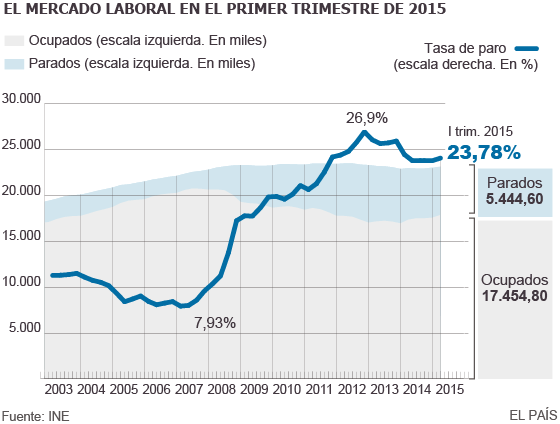 EL MERCADO LABORAL EN EL PRIMER TRIMESTRE DE 2015
Ocupados (escala izquierda. En miles)
Parados (escala izquierda. En miles)
Tasa de paro
(escala derecha. En %)
30.000
25.000
20.000
15.000
10.000
5.000
26,9%
7,93%
I trim. 2015
23,78%
Parados
5.444,60
Ocupados
17.454,80
2003 2004 2005 2006 2007 2008 2009 2010 2011 2012 2013 2014 2015
Fuente: INE
EL PAÍS